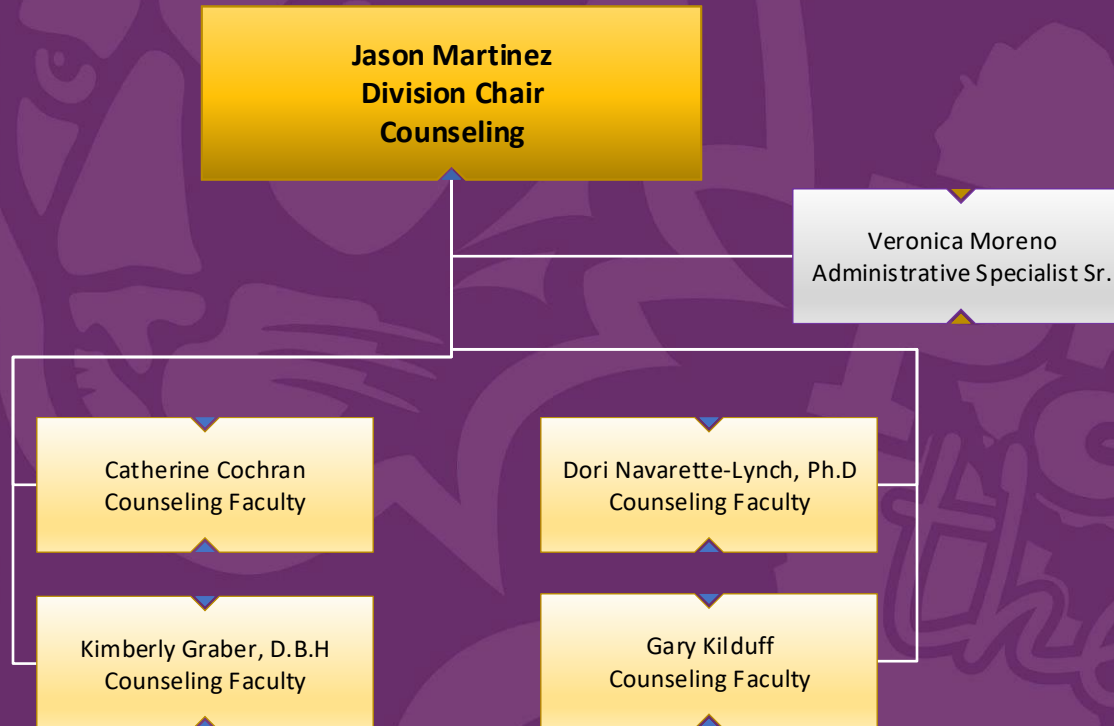 Jason Martinez
Division Chair
Counseling
Veronica Moreno
Administrative Specialist Sr.
Catherine Cochran
Counseling Faculty
Dori Navarette-Lynch, Ph.D
Counseling Faculty
Kimberly Graber, D.B.H
Counseling Faculty
Gary Kilduff
Counseling Faculty
the